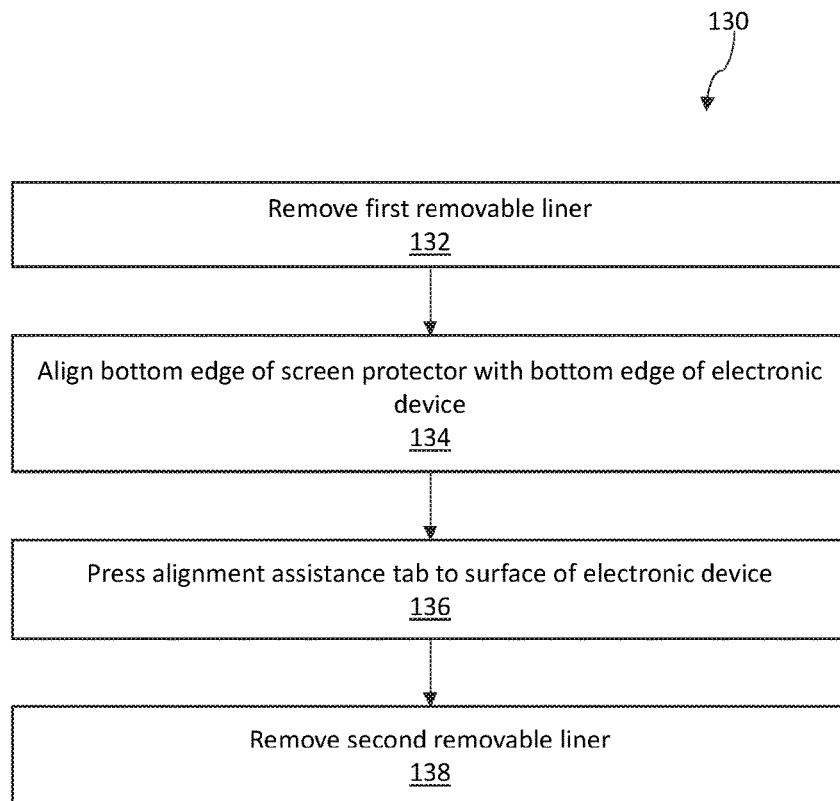 130
Remove first removable liner
132
Align bottom edge of screen protector with bottom edge of electronic
device
134
Press alignment assistance tab to surface of electronic device
136
Remove second removable liner
138